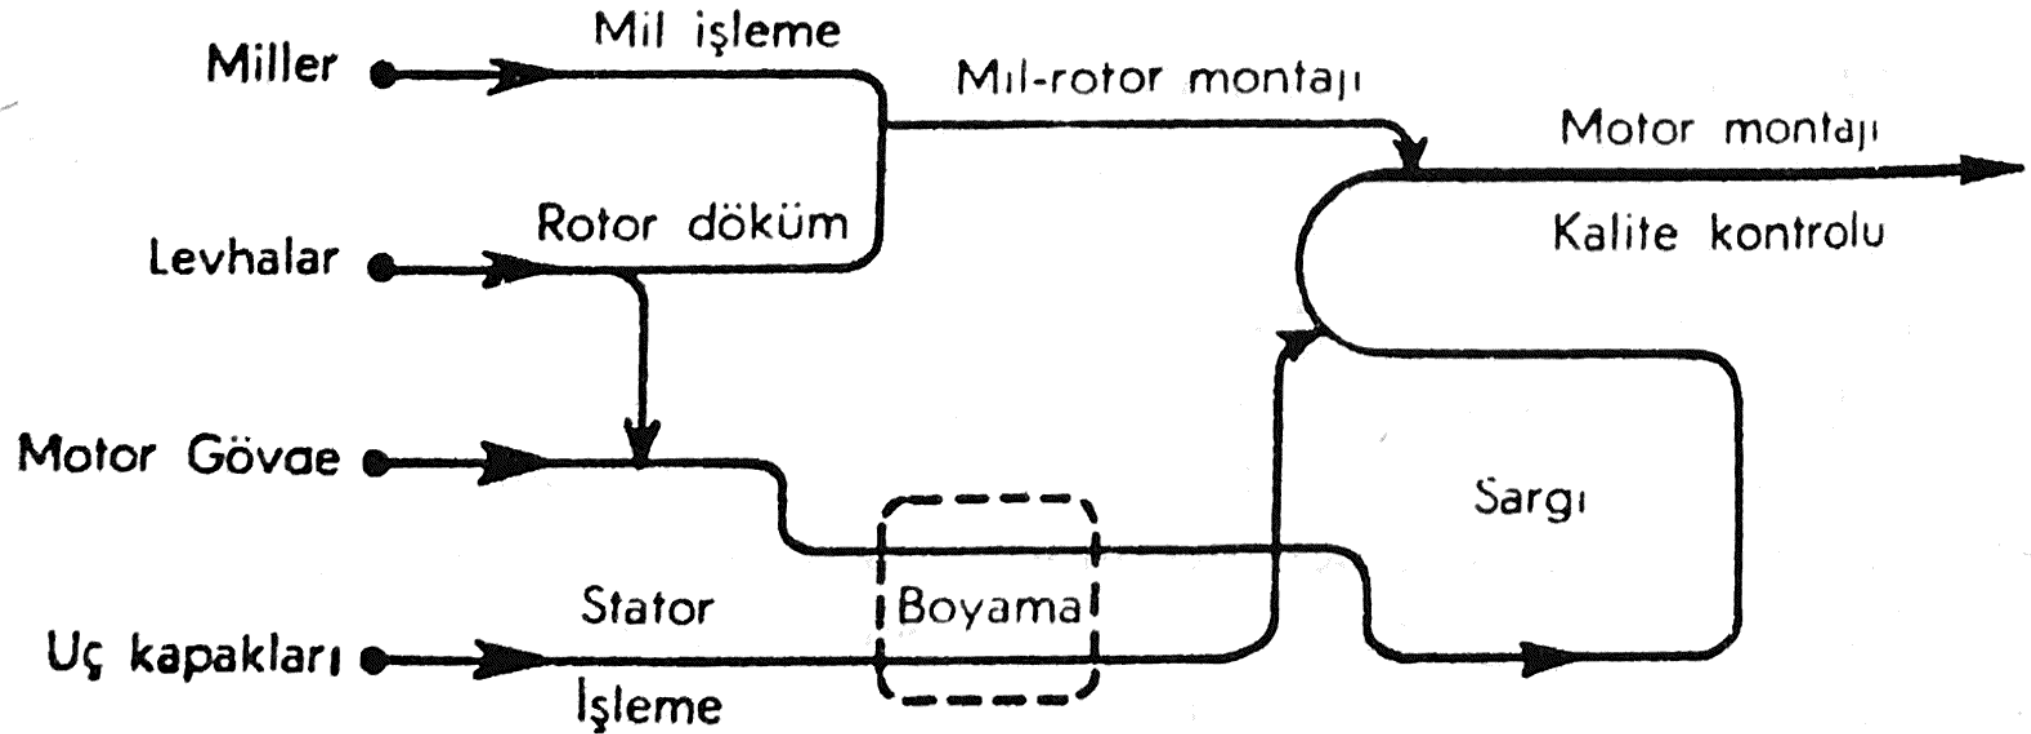 Mil işleme
Miller
Mıl-rotor montajı
Motor montajı
Rotor döküm
Kalite kontrolu
Levhalar
Motor Gövde
Sargı
Stator
Boyama
Uç kapakları
İşleme